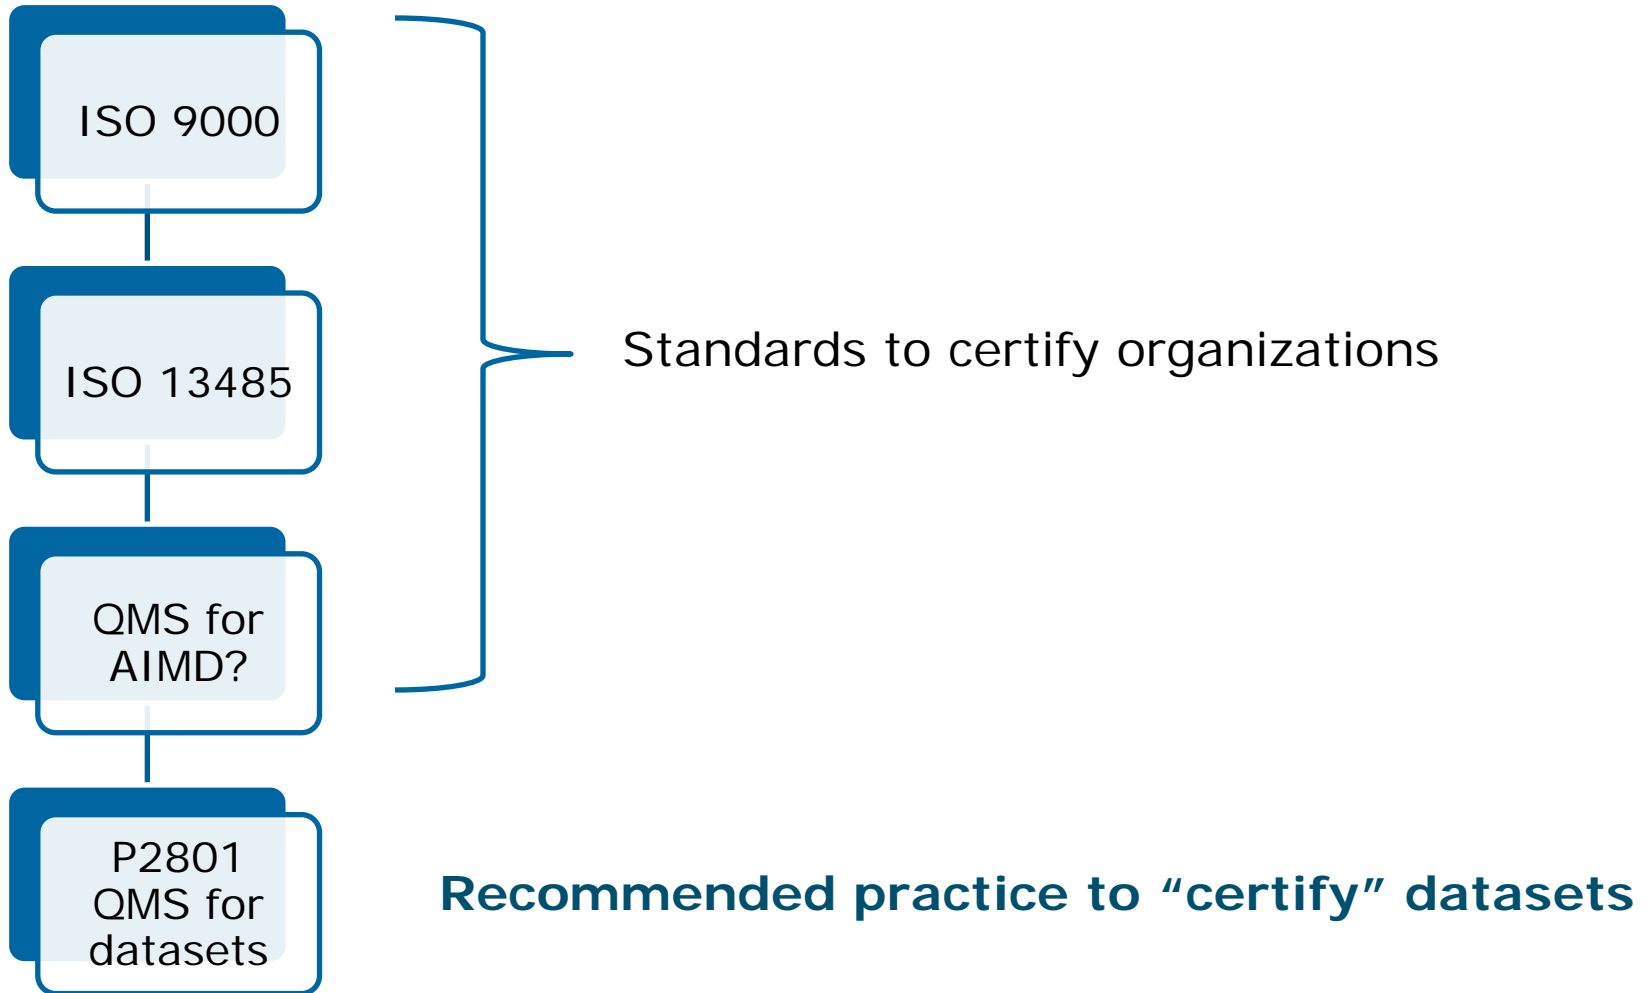 ISO 9000
ISO 13485
Standards to certify organizations
QMS for
AIMD?
P2801
QMS for
datasets
Recommended practice to “certify” datasets